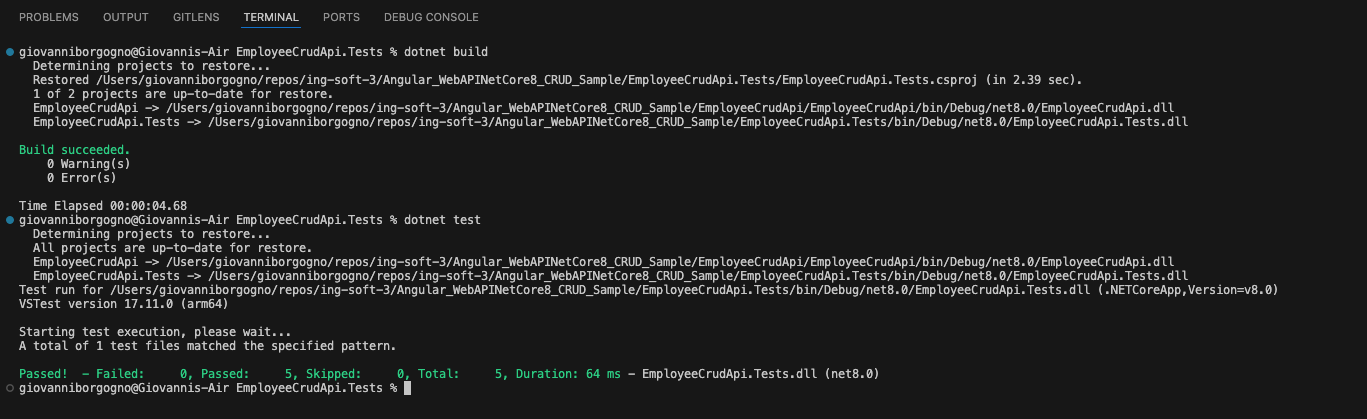 PROBLEMS OUTPUT GITLENS TERMINAL PORTS DEBUG CONSOLE
giovanniborgogno@Giovannis-Air EmployeeCrudApi.Tests % dotnet build
Determining projects to restore...
Restored /Users/giovanniborgogno/repos/ing-soft-3/Angular_WebAPINetCore8_CRUD_Sample/EmployeeCrudApi.Tests/EmployeeCrudApi.Tests.csproj (in 2.39 sec).
1 of 2 projects are up-to-date for restore.
EmployeeCrudApi -> /Users/giovanniborgogno/repos/ing-soft-3/Angular_WebAPINetCore8_CRUD_Sample/EmployeeCrudApi/EmployeeCrudApi/bin/Debug/net8.0/EmployeeCrudApi.dll
EmployeeCrudApi.Tests -> /Users/giovanniborgogno/repos/ing-soft-3/Angular_WebAPINetCore8_CRUD_Sample/EmployeeCrudApi.Tests/bin/Debug/net8.0/EmployeeCrudApi.Tests.dll
Build succeeded.
0 Warning(s)
0 Error(s)
Time Elapsed 00:00:04.68
giovanniborgogno@Giovannis-Air EmployeeCrudApi.Tests % dotnet test
Determining projects to restore...
All projects are up-to-date for restore.
EmployeeCrudApi -> /Users/giovanniborgogno/repos/ing-soft-3/Angular_WebAPINetCore8_CRUD_Sample/EmployeeCrudApi/EmployeeCrudApi/bin/Debug/net8.0/EmployeeCrudApi.dll
EmployeeCrudApi.Tests -> /Users/giovanniborgogno/repos/ing-soft-3/Angular_WebAPINetCore8_CRUD_Sample/EmployeeCrudApi.Tests/bin/Debug/net8.0/EmployeeCrudApi.Tests.dll
Test run for /Users/giovanniborgogno/repos/ing-soft-3/Angular_WebAPINetCore8_CRUD_Sample/EmployeeCrudApi.Tests/bin/Debug/net8.0/EmployeeCrudApi.Tests.dll (.NETCoreApp,Version=v8.0)
VSTest version 17.11.0 (arm64)
Starting test execution, please wait...
A total of 1 test files matched the specified pattern.
Passed!  - Failed:     0, Passed:     5, Skipped:     0, Total:     5, Duration: 64 ms - EmployeeCrudApi.Tests.dll (net8.0)
giovanniborgogno@Giovannis-Air EmployeeCrudApi.Tests %